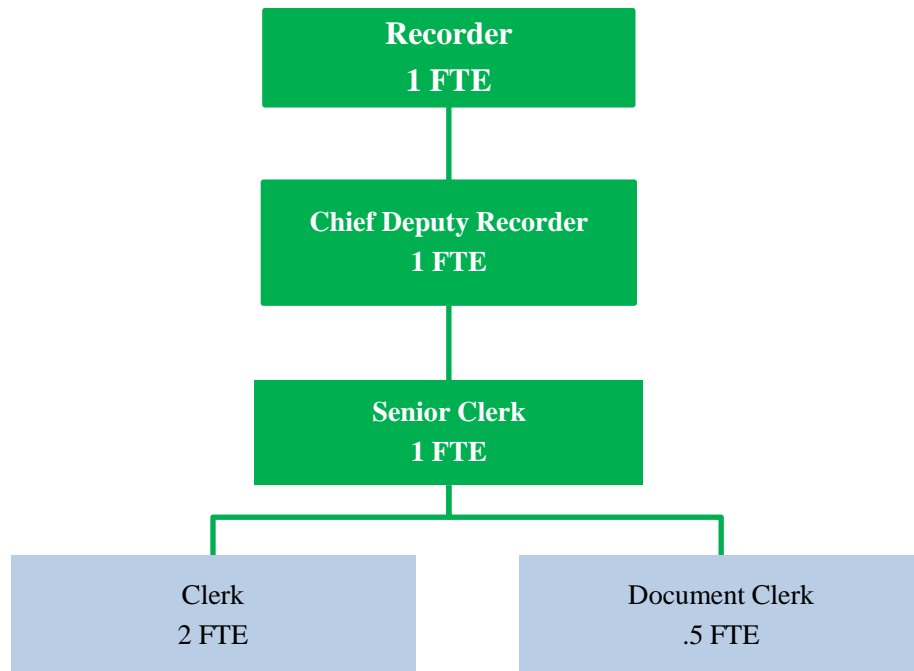 Recorder
1 FTE
Chief Deputy Recorder
1 FTE
Senior Clerk
1 FTE
Clerk
2 FTE
Document Clerk
.5 FTE